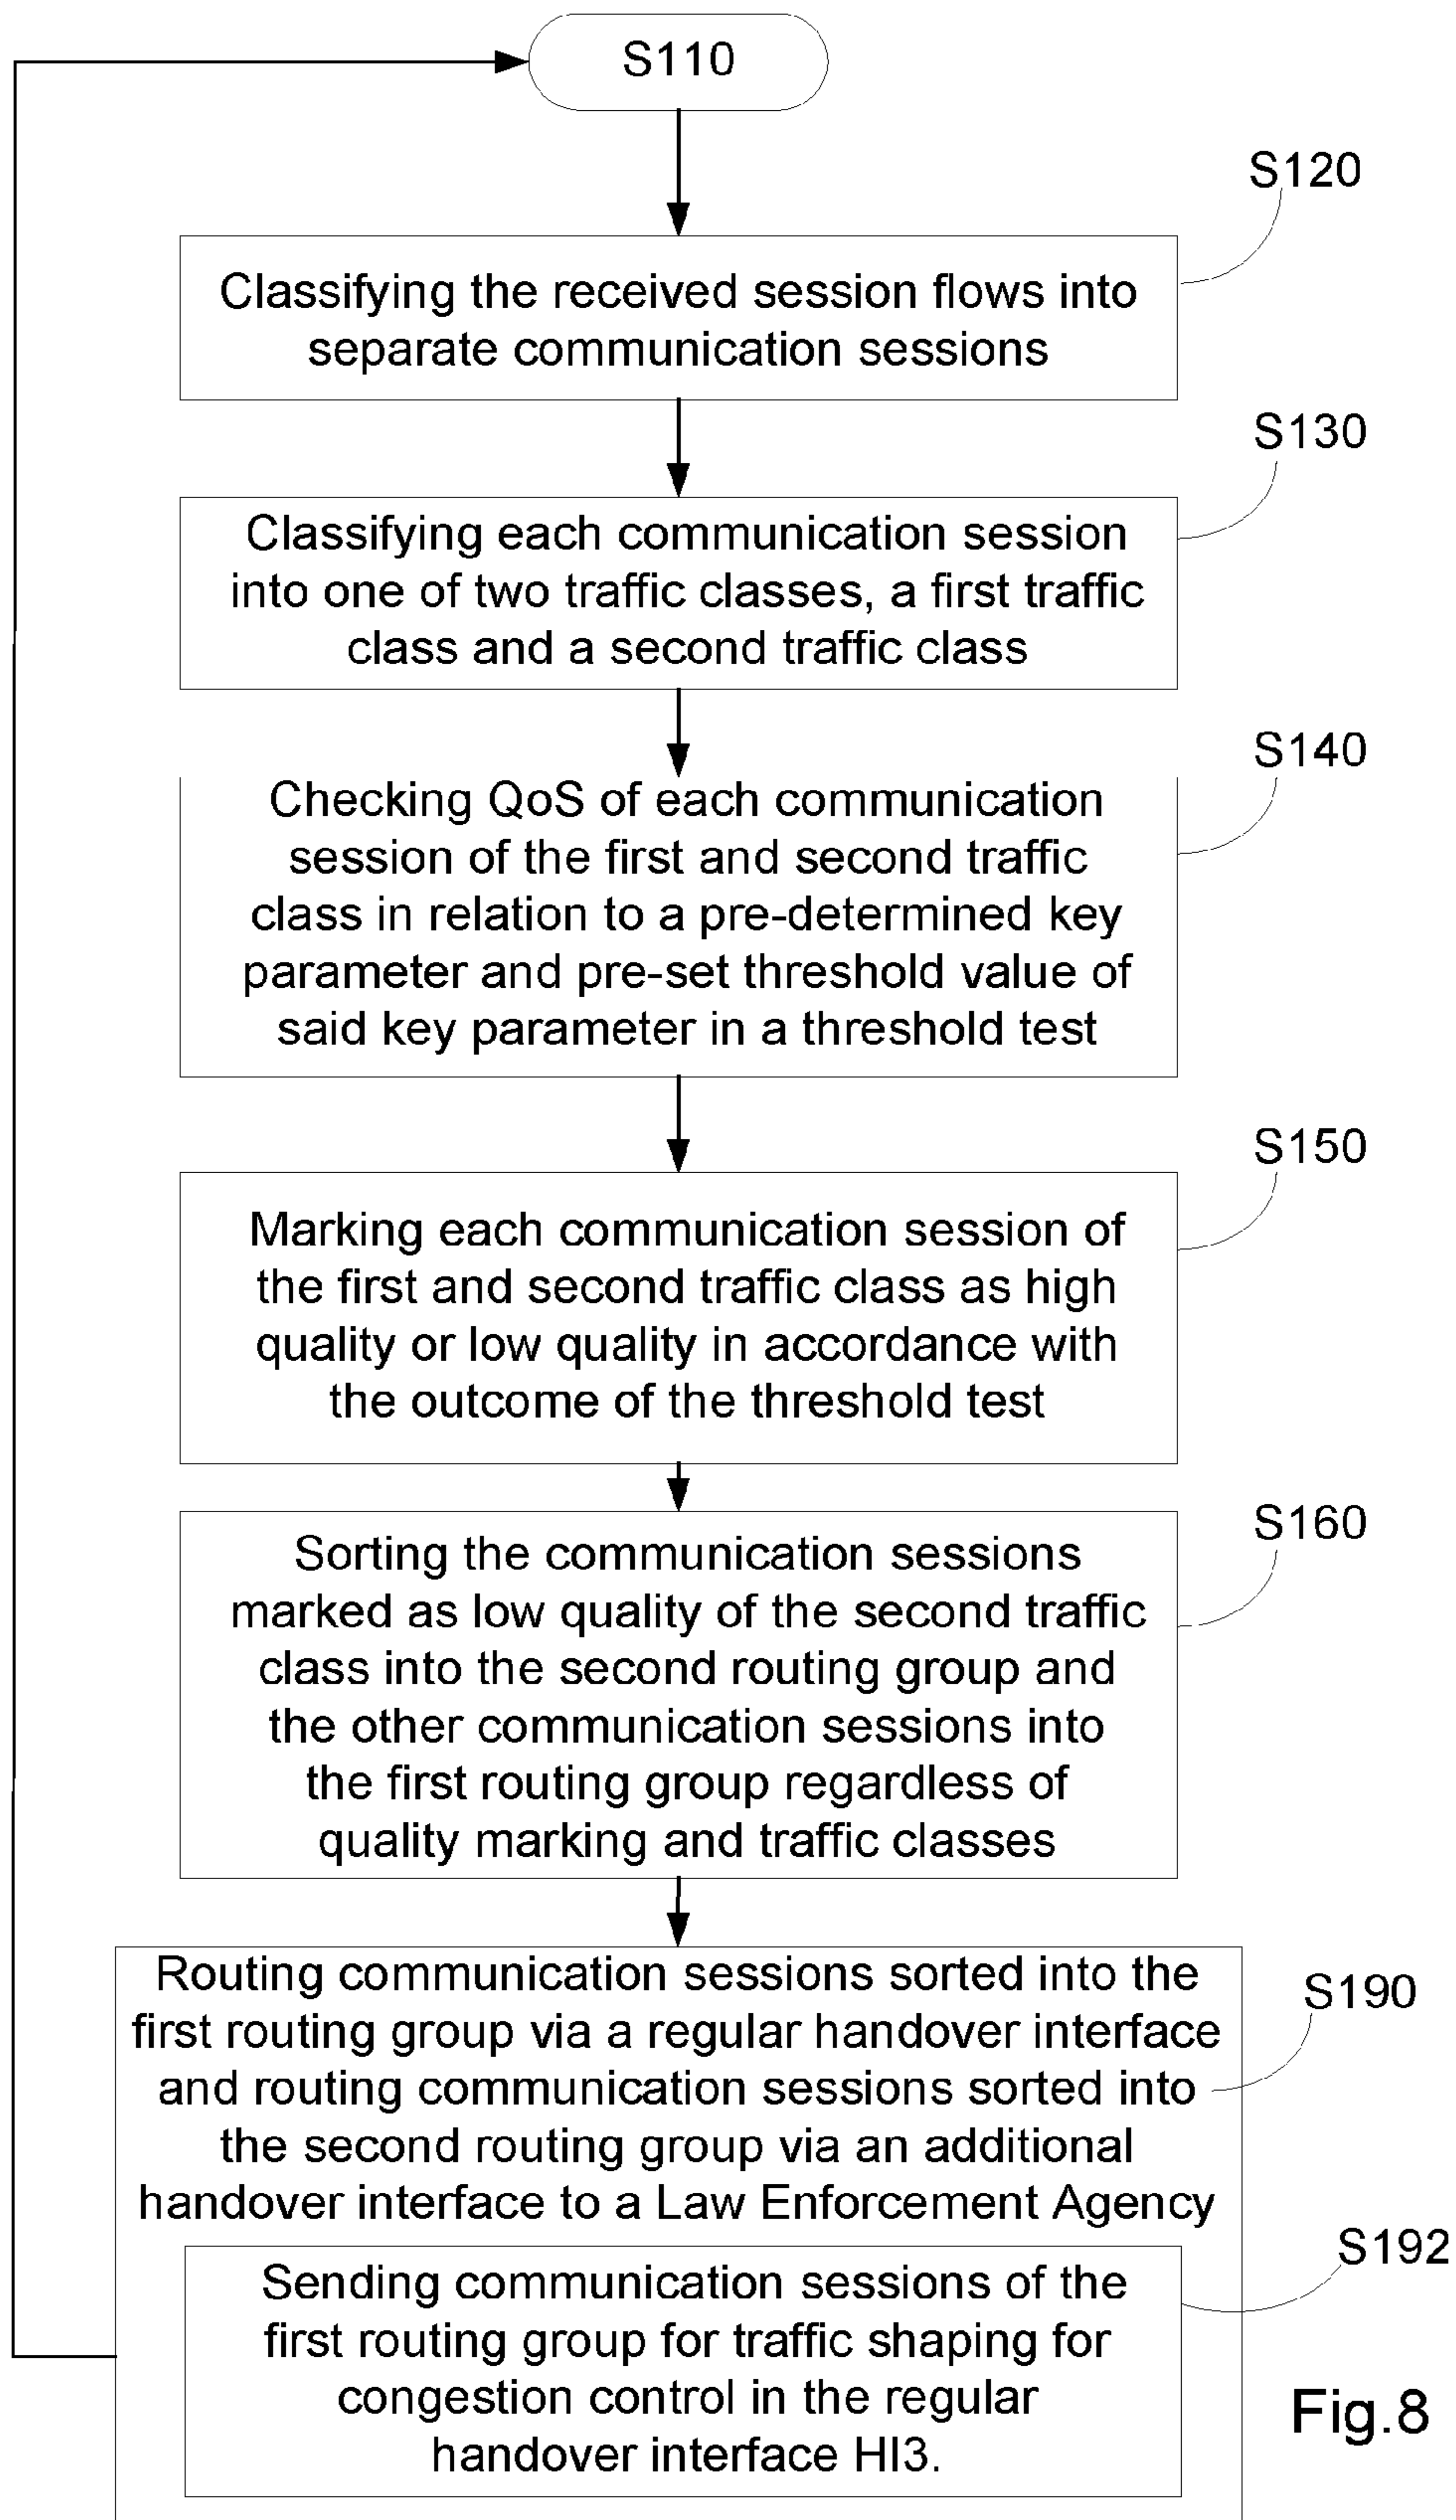 S110
S120
Classifying the received session flows into
separate communication sessions
S130
Classifying each communication session
into one of two traffic classes, a first traffic
class and a second traffic class
S140
Checking QoS of each communication
session of the first and second traffic
class in relation to a pre-determined key
parameter and pre-set threshold value of
said key parameter in a threshold test
S150
Marking each communication session of
the first and second traffic class as high
quality or low quality in accordance with
the outcome of the threshold test
S160
Sorting the communication sessions
marked as low quality of the second traffic
class into the second routing group and
the other communication sessions into
the first routing group regardless of
quality marking and traffic classes
Routing communication sessions sorted into the
S190
first routing group via a regular handover interface
and routing communication sessions sorted into
the second routing group via an additional
handover interface to a Law Enforcement Agency
S192
Sending communication sessions of the
first routing group for traffic shaping for
congestion control in the regular
handover interface HI3.
Fig.8